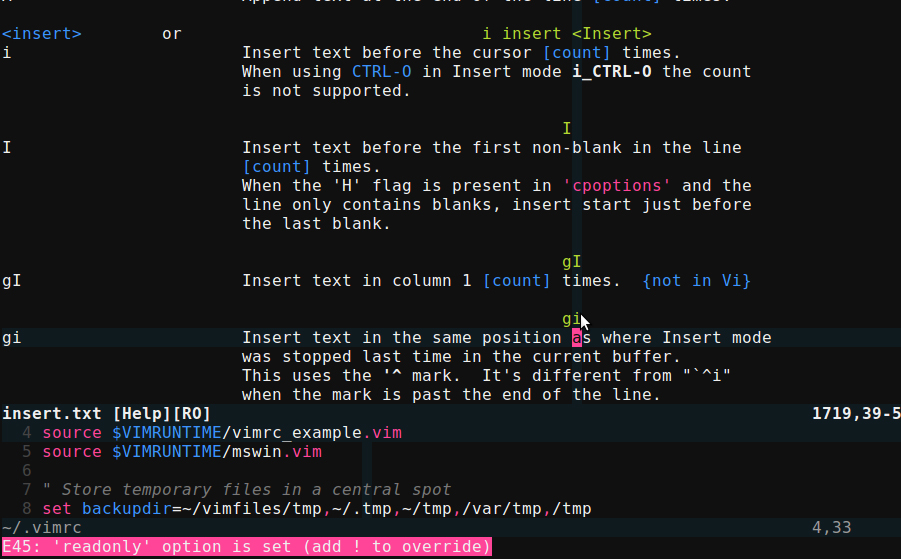 Append text at the end of the line [count] times.
<insert> or i insert <Insert>
i Insert text before the cursor [count] times.
When using CTRL-O in Insert mode i_CTRL-O the count
is not supported.
I
I Insert text before the first non-blank in the line
[count] times.
When the 'H' flag is present in 'cpoptions' and the
line only contains blanks, insert start just before
the last blank.
gI
gI Insert text in column 1 [count] times. {not in Vi}
gi
gi Insert text in the same position as where Insert mode
was stopped last time in the current buffer.
This uses the '^ mark. It's different from "`^i"
when the mark is past the end of the line.
insert.txt [Help][RO] 1719,39-5
4 source $VIMRUNTIME/vimrc_example.vim
5 source $VIMRUNTIME/mswin.vim
6
7 " Store temporary files in a central spot
8 set backupdir=~/vimfiles/tmp,~/.tmp,~/tmp,/var/tmp,/tmp
~/.vimrc 4,33
E45: 'readonly' option is set (add ! to override)